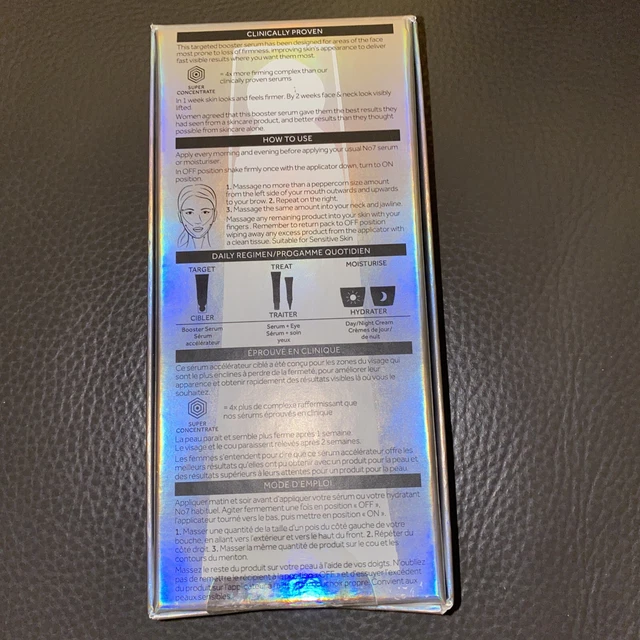 CLINICALLY PROVEN
This targeted booster serum has been designed for areas of the face
most prone to loss of firmness, improving skin's appearance to deliver
fast visible results where you want them most.
SUPER
CONCENTRATE
= 4x more firming complex than our
clinically proven serums
In 1 week skin looks and feels firmer. By 2 weeks face & neck look visibly
lifted.
Women agreed that this booster serum gave them the best results they
had seen from a skincare product, and better results than they thought
possible from skincare alone.
HOW TO USE
Apply every morning and evening before applying your usual No7 serum
or moisturiser.
In OFF position shake firmly once with the applicator down, turn to ON
position.
1. Massage no more than a peppercorn size amount
from the left side of your mouth outwards and upwards
to your brow. 2. Repeat on the right.
3. Massage the same amount into your neck and jawline
Massage any remaining product into your skin with your
fingers. Remember to return pack to OFF position
wiping away any excess product from the applicator with
a clean tissue. Suitable for Sensitive Skin
DAILY REGIMEN/PROGAMME QUOTIDIEN
TARGET
TREAT
MOISTURISE
CIBLER
TRAITER
HYDRATER
Booster Serum
Sérum
accélérateur
Serum + Eye
Sérum + soin
yeux
Day/Night Cream
Crèmes de jour/
de nuit
ÉPROUVÉ EN CLINIQUE
Ce sérum accélérateur ciblé a été conçu pour les zones du visage qui
sont le plus enclines à perdre de la fermeté, pour améliorer leur
apparence et obtenir rapidement des résultats visibles là où vous le
souhaitez.
SUPER
CONCENTRATE
= 4x plus de complexe raffermissant que
nos sérums éprouvés en clinique
La peau parait et semble plus ferme après 1 semaine.
Le visage et le cou paraissent relevés après 2 semaines.
Les femmes s'entendent pour dire que ce sérum accélérateur offre les
meilleurs résultats qu'elles ont pu obtenir avec un produit pour la peau et
des résultats supérieurs à leurs attentes pour un produit pour la peau.
MODE D'EMPLOI
Appliquer matin et soir avant d'appliquer votre sérum ou votre hydratant
No7 habituel. Agiter fermement une fois en position « OFF »,
l'applicateur tourné vers le bas, puis mettre en position « ON ».
1. Masser une quantité de la taille d'un pois du côté gauche de votre
bouche, en allant vers l'extérieur et vers le haut du front. 2. Répéter du
côté droit. 3. Masser la même quantité de produit sur le cou et les
contours du menton.
Massez le reste du produit sur votre peau à l'aide de vos doigts. N'oubliez
pas de remettre le récipient à la position « OFF » et d'essuyer l'excédent
du produit sur l'applicateur à propre. Convient aux
peaux sensibles.